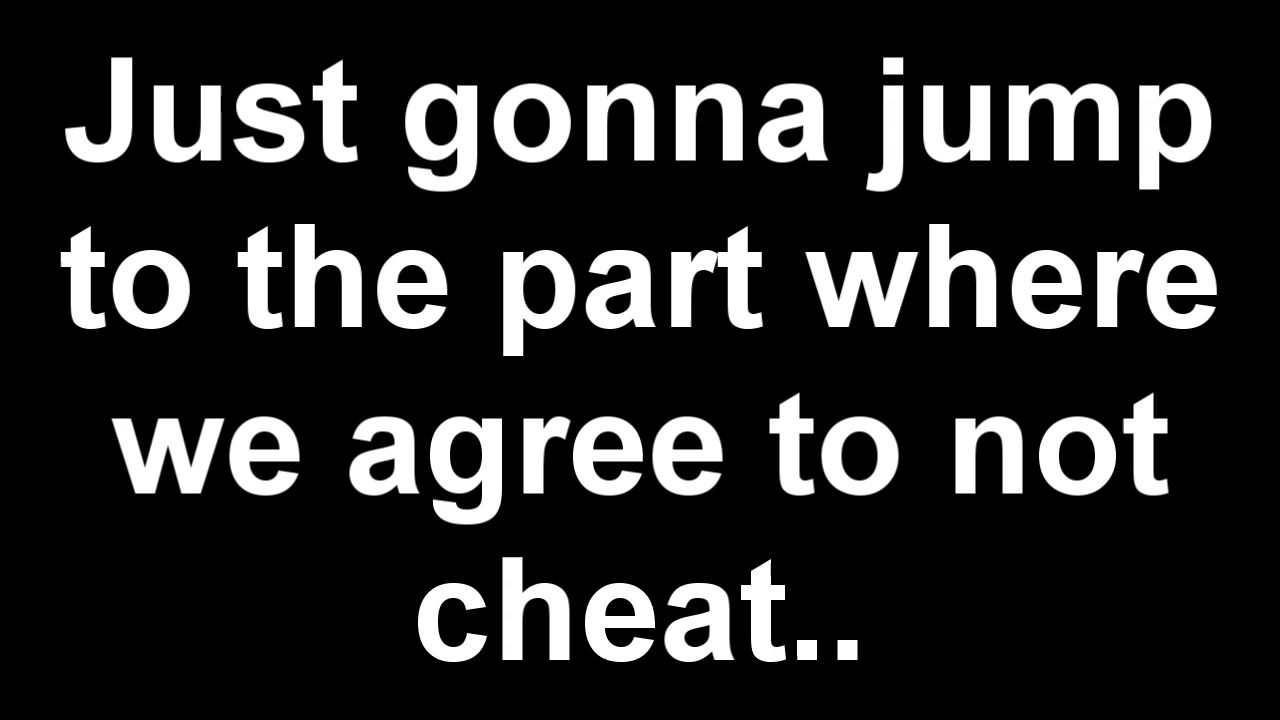 Just gonna jump
to the part where
we agree to not
cheat..